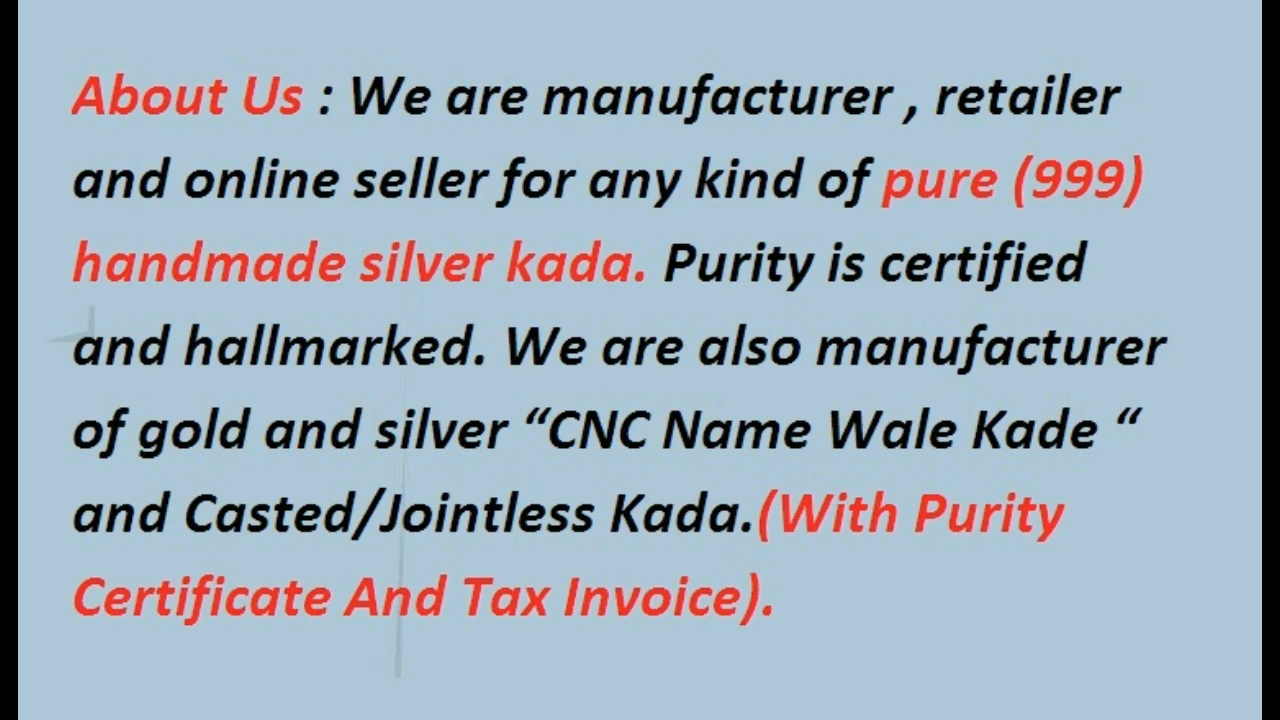 About Us : We are manufacturer , retailer
and online seller for any kind of pure (999)
handmade silver kada. Purity is certified
and hallmarked. We are also manufacturer
of gold and silver “CNC Name Wale Kade “
and Casted/Jointless Kada.(With Purity
Certificate And Tax Invoice).